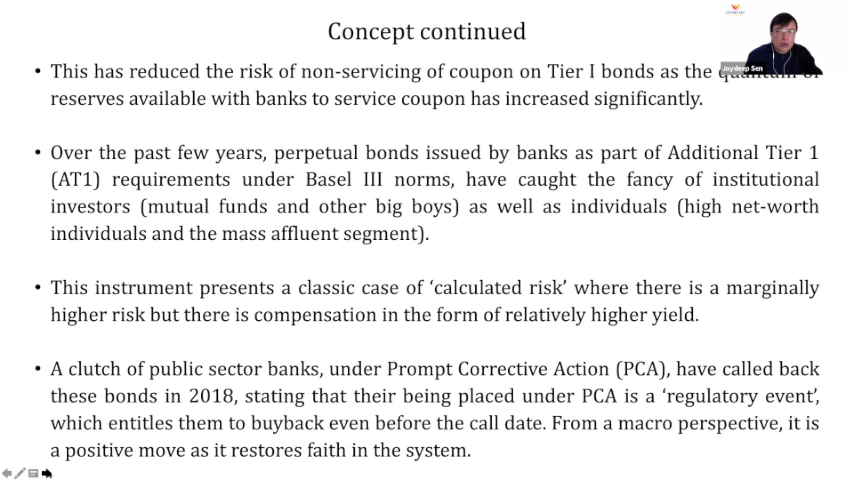 Concept continued
Joydeep Sen
• This has reduced the risk of non-servicing of coupon on Tier I bonds as the quantum of
reserves available with banks to service coupon has increased significantly.
• Over the past few years, perpetual bonds issued by banks as part of Additional Tier 1
(AT1) requirements under Basel III norms, have caught the fancy of institutional
investors (mutual funds and other big boys) as well as individuals (high net-worth
individuals and the mass affluent segment).
• This instrument presents a classic case of ‘calculated risk’ where there is a marginally
higher risk but there is compensation in the form of relatively higher yield.
• A clutch of public sector banks, under Prompt Corrective Action (PCA), have called back
these bonds in 2018, stating that their being placed under PCA is a ‘regulatory event’,
which entitles them to buyback even before the call date. From a macro perspective, it is
a positive move as it restores faith in the system.